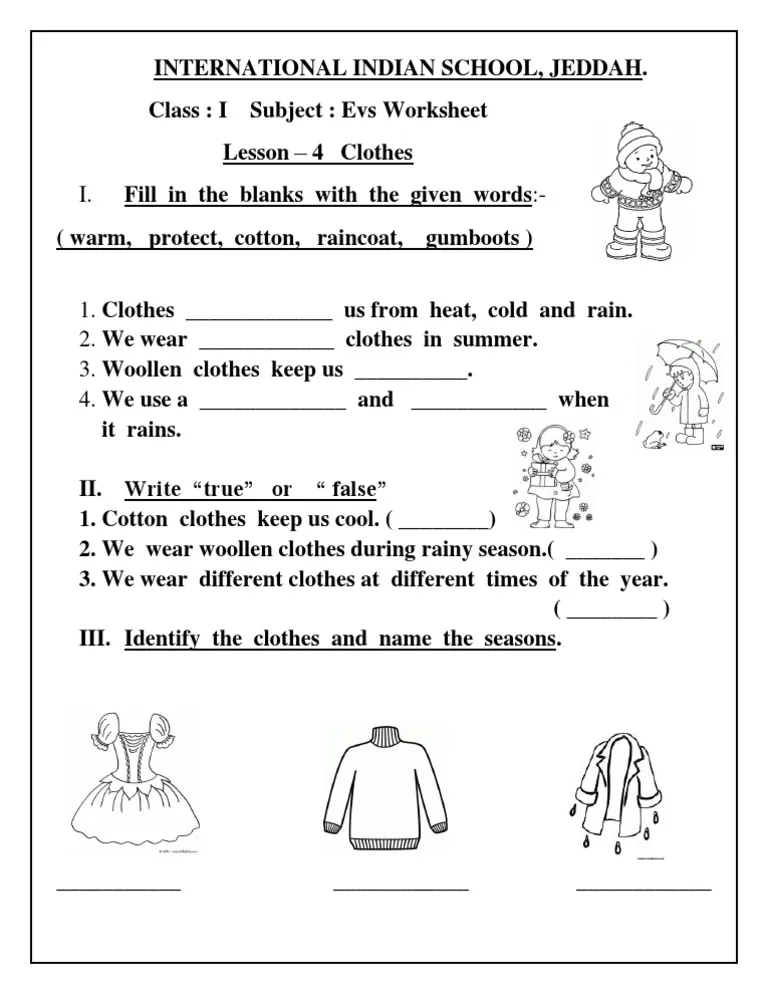 INTERNATIONAL INDIAN SCHOOL, JEDDAH.
Class : I Subject : Evs Worksheet
Lesson – 4 Clothes
I. Fill in the blanks with the given words:-
( warm, protect, cotton, raincoat, gumboots )
1. Clothes _____________ us from heat, cold and rain.
2. We wear ____________ clothes in summer.
3. Woollen clothes keep us __________.
4. We use a _____________ and ____________ when
it rains.
II. Write “true” or “ false”
1. Cotton clothes keep us cool. ( ________)
2. We wear woollen clothes during rainy season.( _______ )
3. We wear different clothes at different times of the year.
( ________ )
III. Identify the clothes and name the seasons.
___________ ____________ ____________